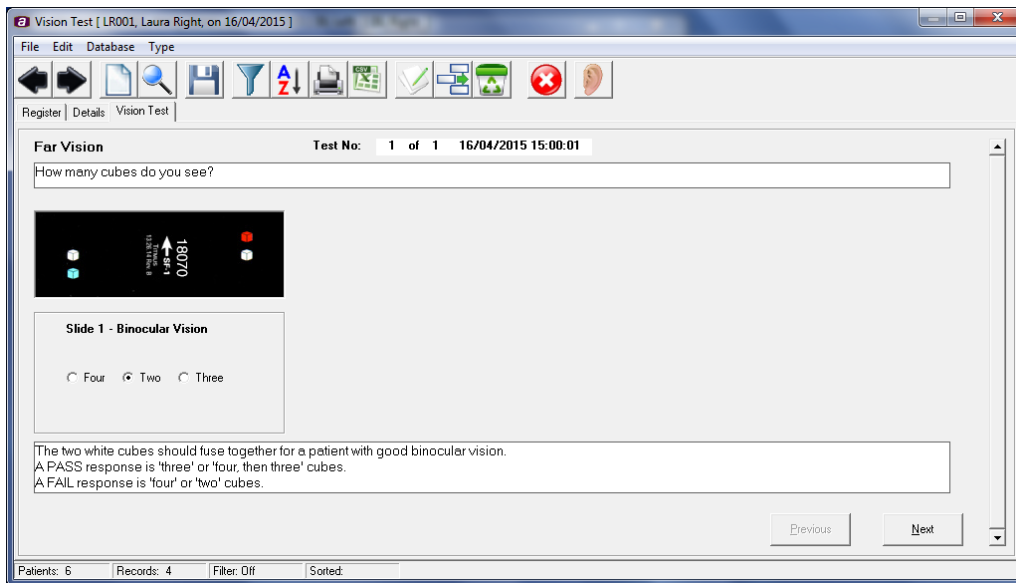 Vision Test [ LR001, Laura Right, on 16/04/2015 ]
File Edit Database Type
A
Z
CSV
Register Details Vision Test
Far Vision Test No: 1 of 1 16/04/2015 15:00:01
How many cubes do you see?
18070
SF-1
Titmus
Slide 1 - Binocular Vision
Four Two Three
The two white cubes should fuse together for a patient with good binocular vision.
A PASS response is 'three' or 'four, then three' cubes.
A FAIL response is 'four' or 'two' cubes.
Previous Next
Patients: 6 Records: 4 Filter: Off Sorted: